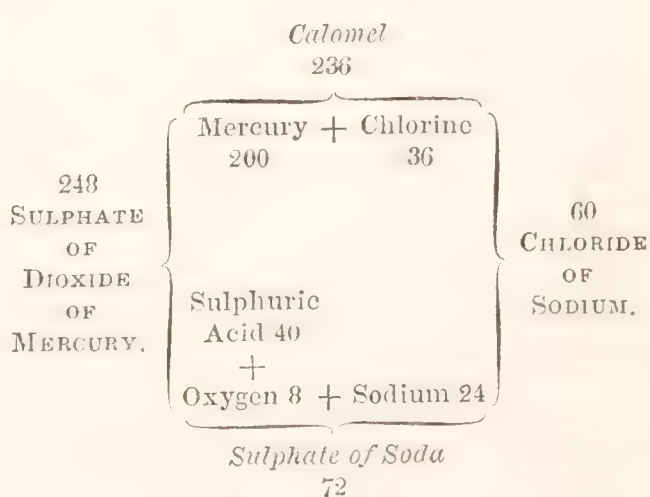 Calomel
236
Mercury + Chlorine
200 36
248
SULPHATE
OF
DIOXIDE
OF
MERCURY.
60
CHLORIDE
OF
SODIUM.
Sulphuric
Acid 40
+
Oxygen 8 + Sodium 24
Sulphate of Soda
72